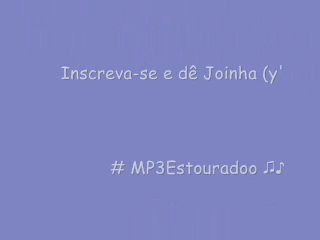 Inscreva-se e dê Joinha (y'
# MP3Estouradoo ♫♪